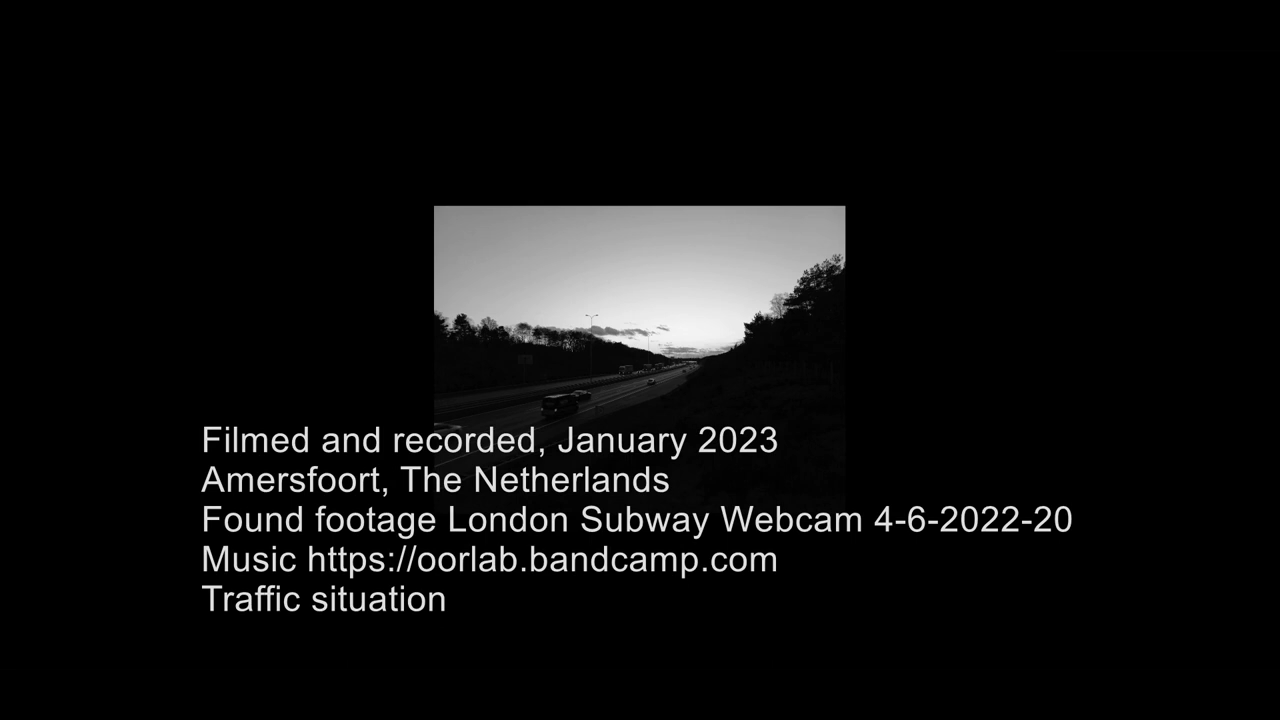 Filmed and recorded, January 2023
Amersfoort, The Netherlands
Found footage London Subway Webcam 4-6-2022-20
Music https://oorlab.bandcamp.com
Traffic situation